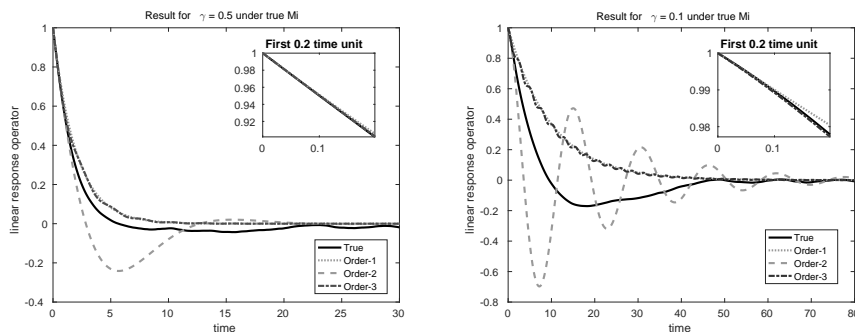 Result for γ = 0.5 under true Mi
1
0.8
0.6
0.4
0.2
0
-0.2
-0.4
linear response operator
0
5
10
15
20
25
30
time
First 0.2 time unit
1
0.98
0.96
0.94
0.92
0
0.1
True
Order-1
Order-2
Order-3
Result for γ = 0.1 under true Mi
1
0.8
0.6
0.4
0.2
0
-0.2
-0.4
-0.6
-0.8
linear response operator
0
10
20
30
40
50
60
70
80
time
First 0.2 time unit
1
0.99
0.98
0
0.1
True
Order-1
Order-2
Order-3